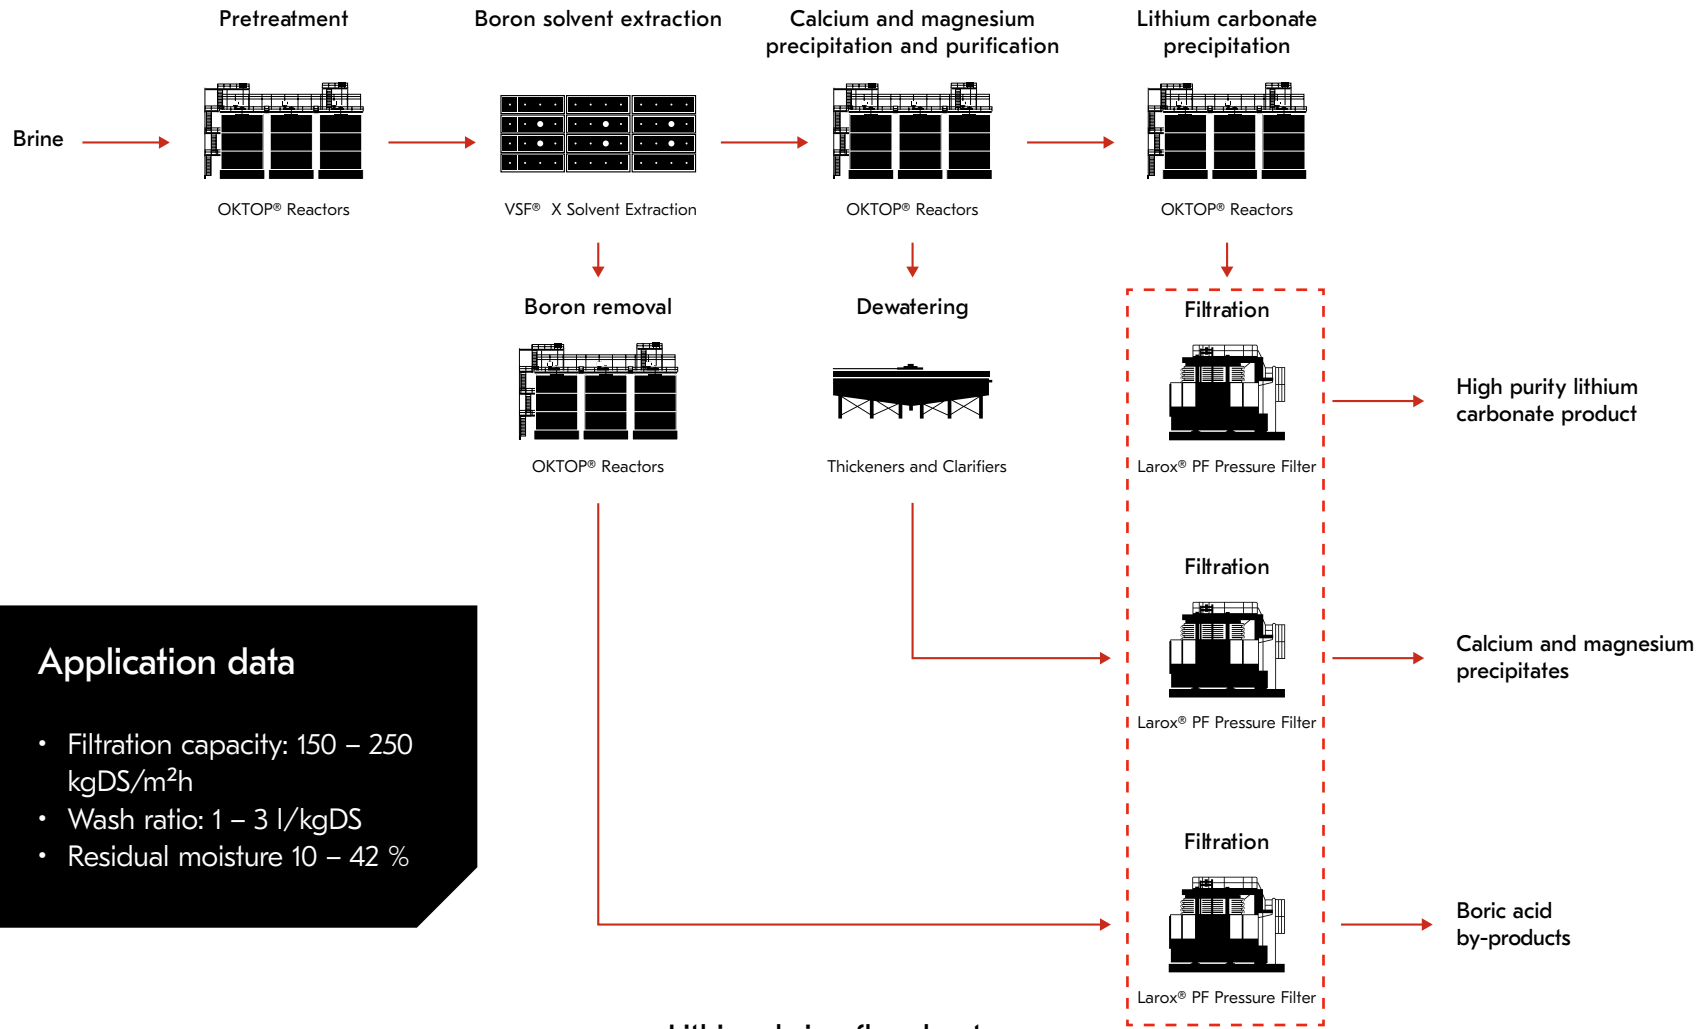 Pretreatment
Boron solvent extraction
Calcium and magnesium
precipitation and purification
Lithium carbonate
precipitation
Brine
OKTOP® Reactors
VSF® X Solvent Extraction
OKTOP® Reactors
OKTOP® Reactors
Boron removal
Dewatering
Filtration
OKTOP® Reactors
Thickeners and Clarifiers
Larox® PF Pressure Filter
High purity lithium
carbonate product
Filtration
Larox® PF Pressure Filter
Calcium and magnesium
precipitates
Application data
• Filtration capacity: 150 – 250
kgDS/m²h
• Wash ratio: 1 – 3 l/kgDS
• Residual moisture 10 – 42 %
Filtration
Larox® PF Pressure Filter
Boric acid
by-products